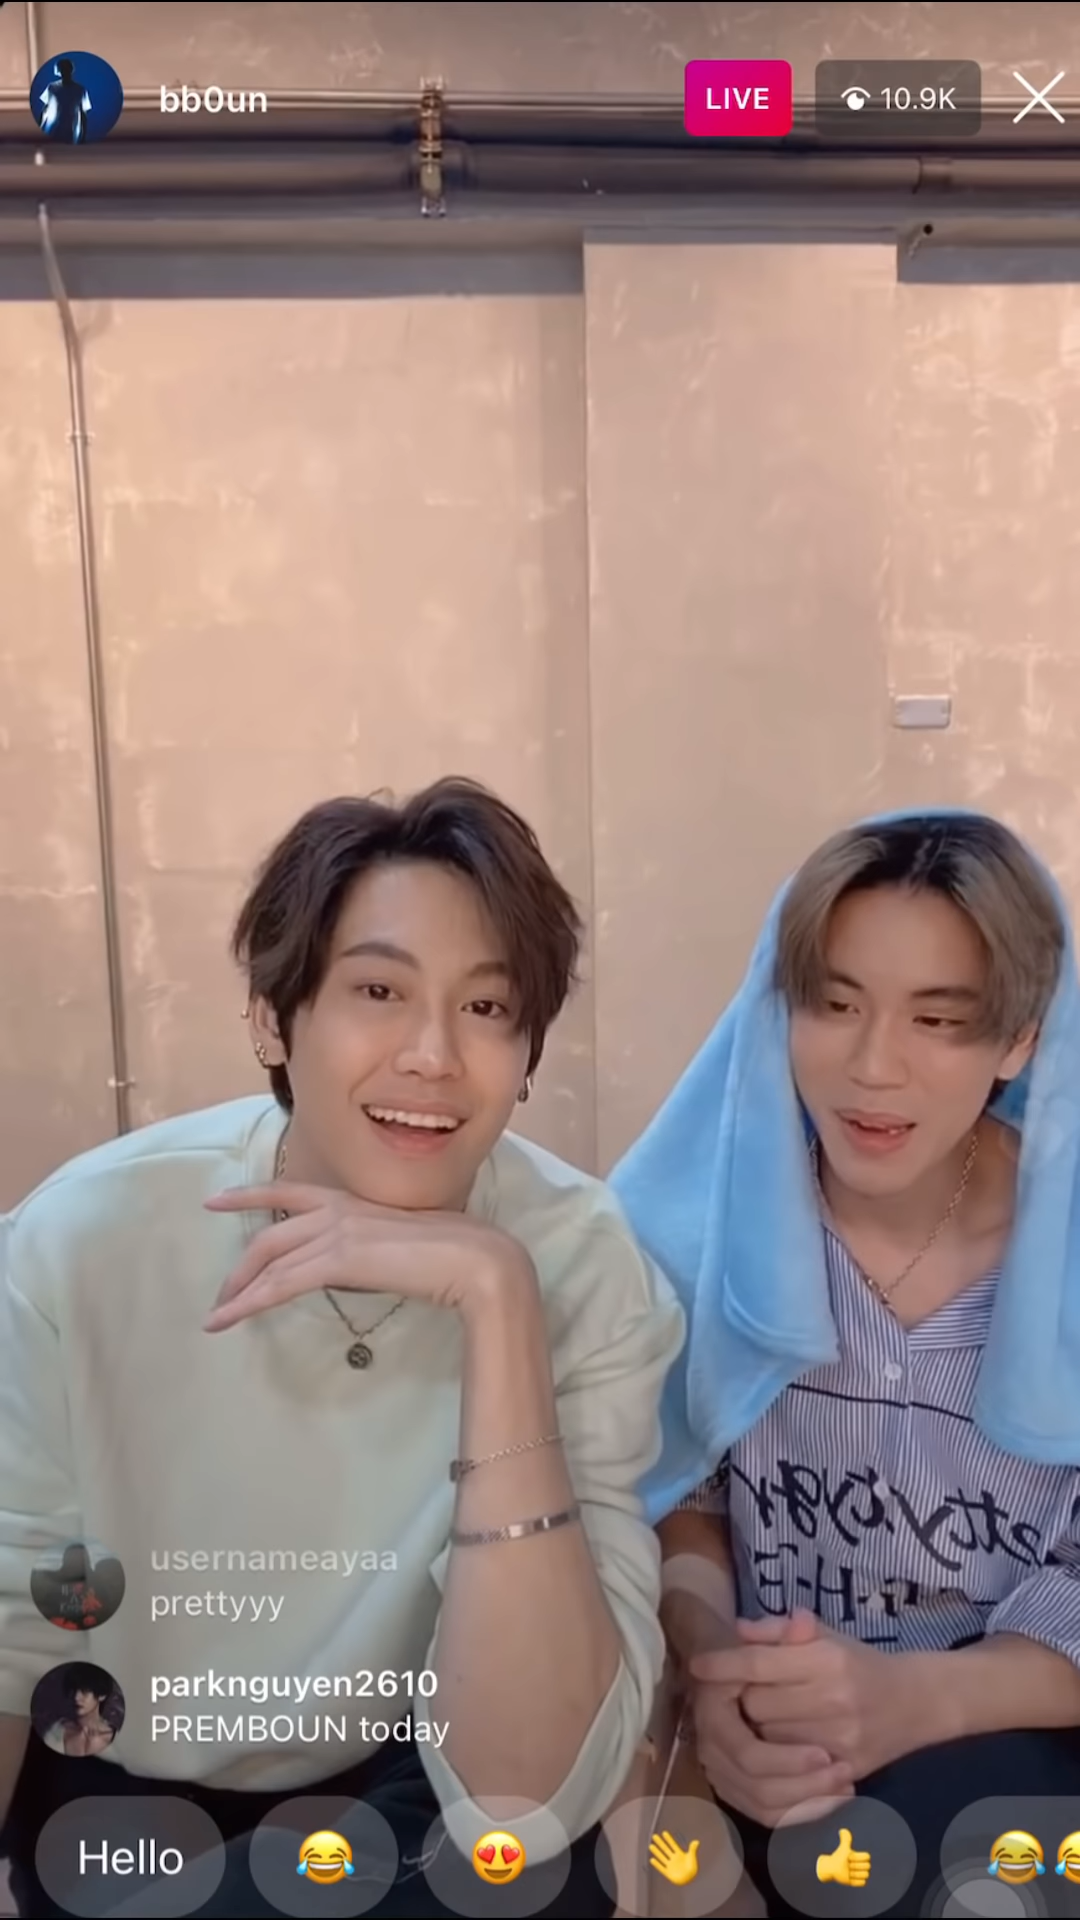 bb0un
LIVE
10.9K
usernameayaa
prettyyy
parknguyen2610
PREMBOUN today
Hello